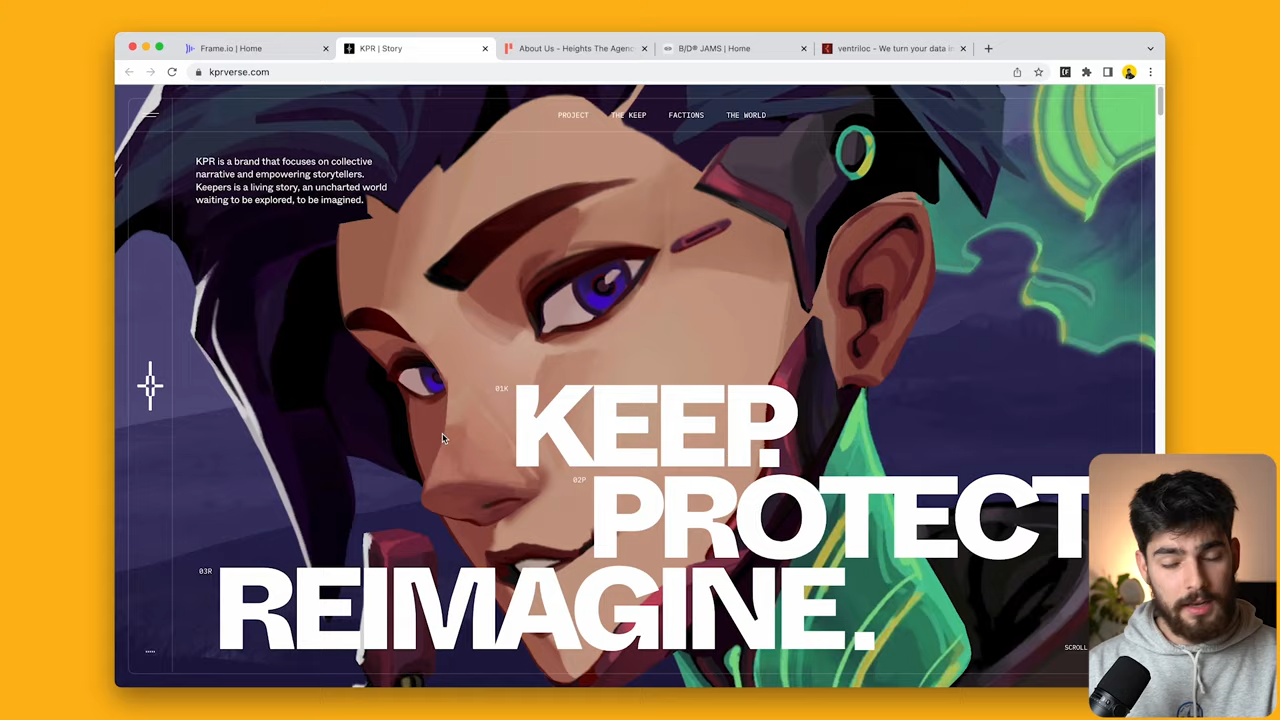 Frame.io | Home
KPR | Story
About Us - Heights The Agenc
B/D® JAMS | Home
ventriloc - We turn your data in
kprverse.com
PROJECT
THE KEEP
FACTIONS
THE WORLD
KPR is a brand that focuses on collective
narrative and empowering storytellers.
Keepers is a living story, an uncharted world
waiting to be explored, to be imagined.
01K
KEEP.
02P
PROTECT
03R
REIMAGINE.
SCROLL